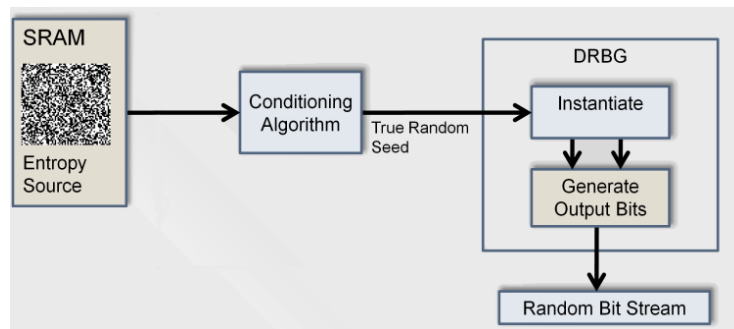 SRAM
Entropy
Source
Conditioning
Algorithm
True Random
Seed
DRBG
Instantiate
Generate
Output Bits
Random Bit Stream